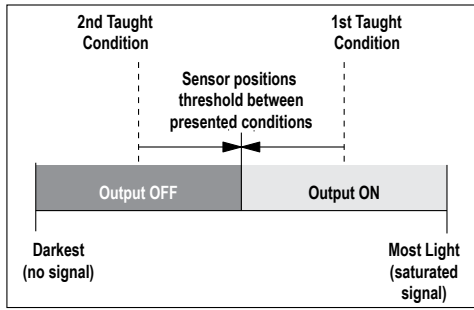 2nd Taught
Condition
1st Taught
Condition
Sensor positions
threshold between
presented conditions
Output OFF
Output ON
Darkest
(no signal)
Most Light
(saturated
signal)